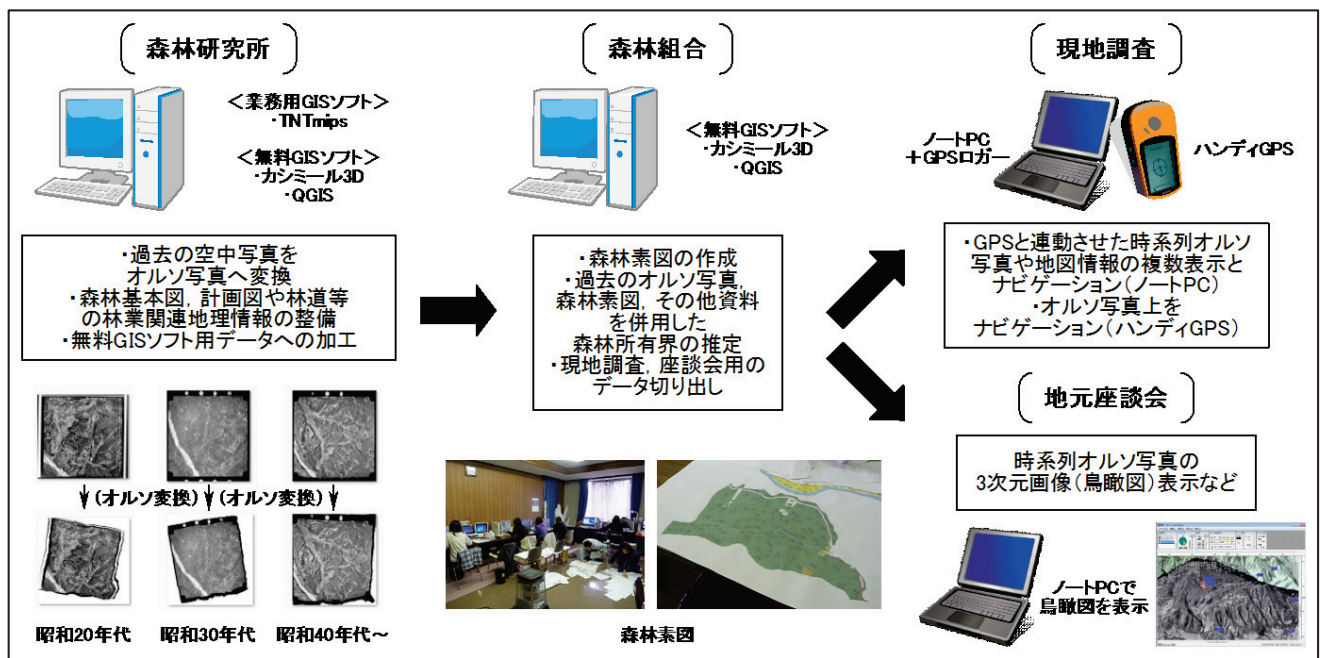 森林研究所
＜業務用GISソフト＞
・TNTmips
＜無料GISソフト＞
・カシミール3D
・QGIS
・過去の空中写真を
オルソ写真へ変換
・森林基本図，計画図や林道等
の林業関連地理情報の整備
・無料GISソフト用データへの加工
↓(オルソ変換)↓(オルソ変換)↓
昭和20年代
昭和30年代
昭和40年代～
森林組合
＜無料GISソフト＞
・カシミール3D
・QGIS
・森林素図の作成
・過去のオルソ写真，
森林素図，その他資料
を併用した
森林所有界の推定
・現地調査，座談会用の
データ切り出し
森林素図
現地調査
ノートPC
＋GPSロガー
ハンディGPS
・GPSと連動させた時系列オルソ
写真や地図情報の複数表示と
ナビゲーション（ノートPC）
・オルソ写真上を
ナビゲーション（ハンディGPS）
地元座談会
時系列オルソ写真の
3次元画像（鳥瞰図）表示など
ノートPCで
鳥瞰図を表示